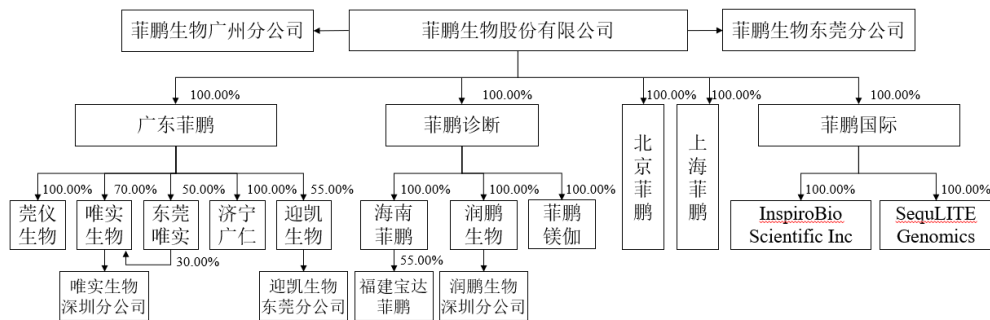 菲鹏生物广州分公司
菲鹏生物股份有限公司
菲鹏生物东莞分公司
100.00%
100.00%
100.00%
100.00%
100.00%
广东菲鹏
菲鹏诊断
北京菲鹏
上海菲鹏
菲鹏国际
100.00%
70.00%
50.00%
100.00%
55.00%
100.00%
100.00%
100.00%
100.00%
100.00%
莞仪
生物
唯实
生物
东莞
唯实
济宁
广仁
迎凯
生物
海南
菲鹏
润鹏
生物
菲鹏
镁伽
InspiroBio
Scientific Inc
SequLITE
Genomics
30.00%
55.00%
唯实生物
深圳分公司
迎凯生物
东莞分公司
福建宝达
菲鹏
润鹏生物
深圳分公司